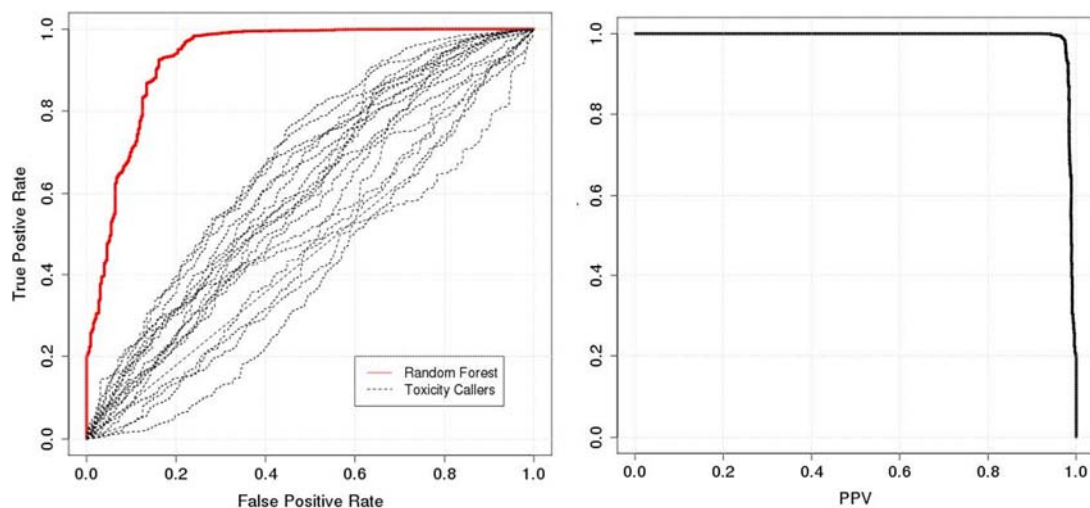 True Postive Rate
1.0
0.8
0.6
0.4
0.2
0.0
Random Forest
Toxicity Callers
0.0 0.2 0.4 0.6 0.8 1.0
False Positive Rate
1.0
0.8
0.6
0.4
0.2
0.0
0.0 0.2 0.4 0.6 0.8 1.0
PPV